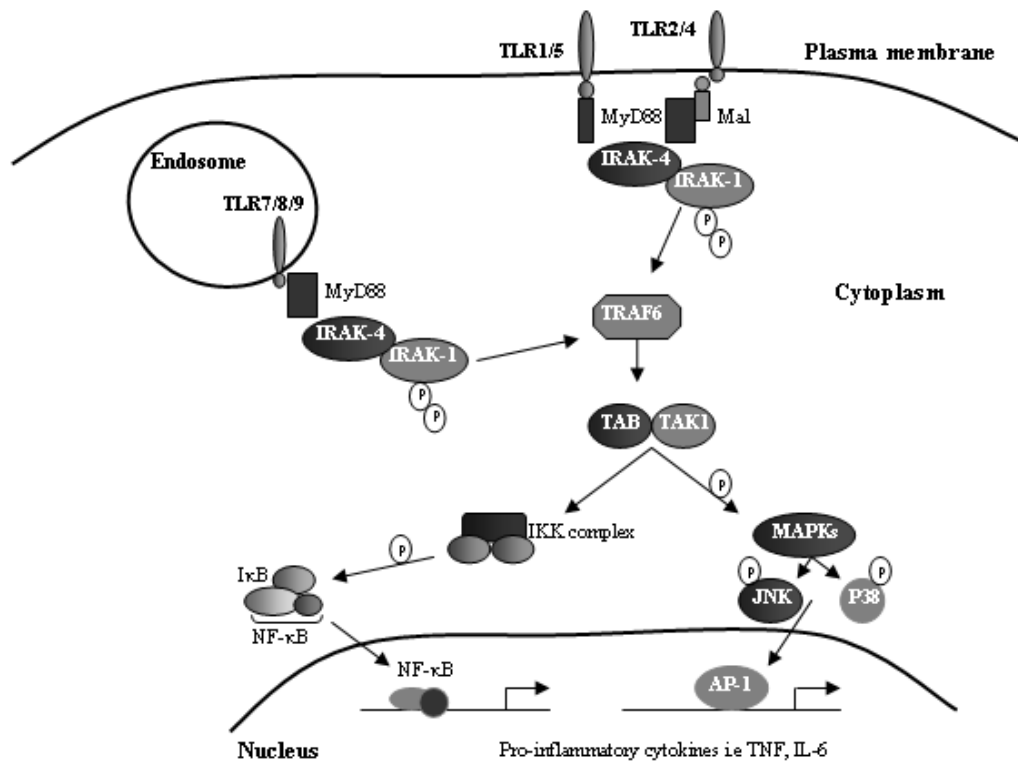 TLR2/4
TLR1/5
Plasma membrane
MyD88
Mal
Endosome
IRAK-4
IRAK-1
TLR7/8/9
P
P
MyD88
Cytoplasm
TRAF6
IRAK-4
IRAK-1
P
P
TAB
TAK1
P
IKK complex
MAPKs
P
IκB
P
P
JNK
P38
NF-κB
NF-κB
AP-1
Nucleus
Pro-inflammatory cytokines i.e TNF, IL-6